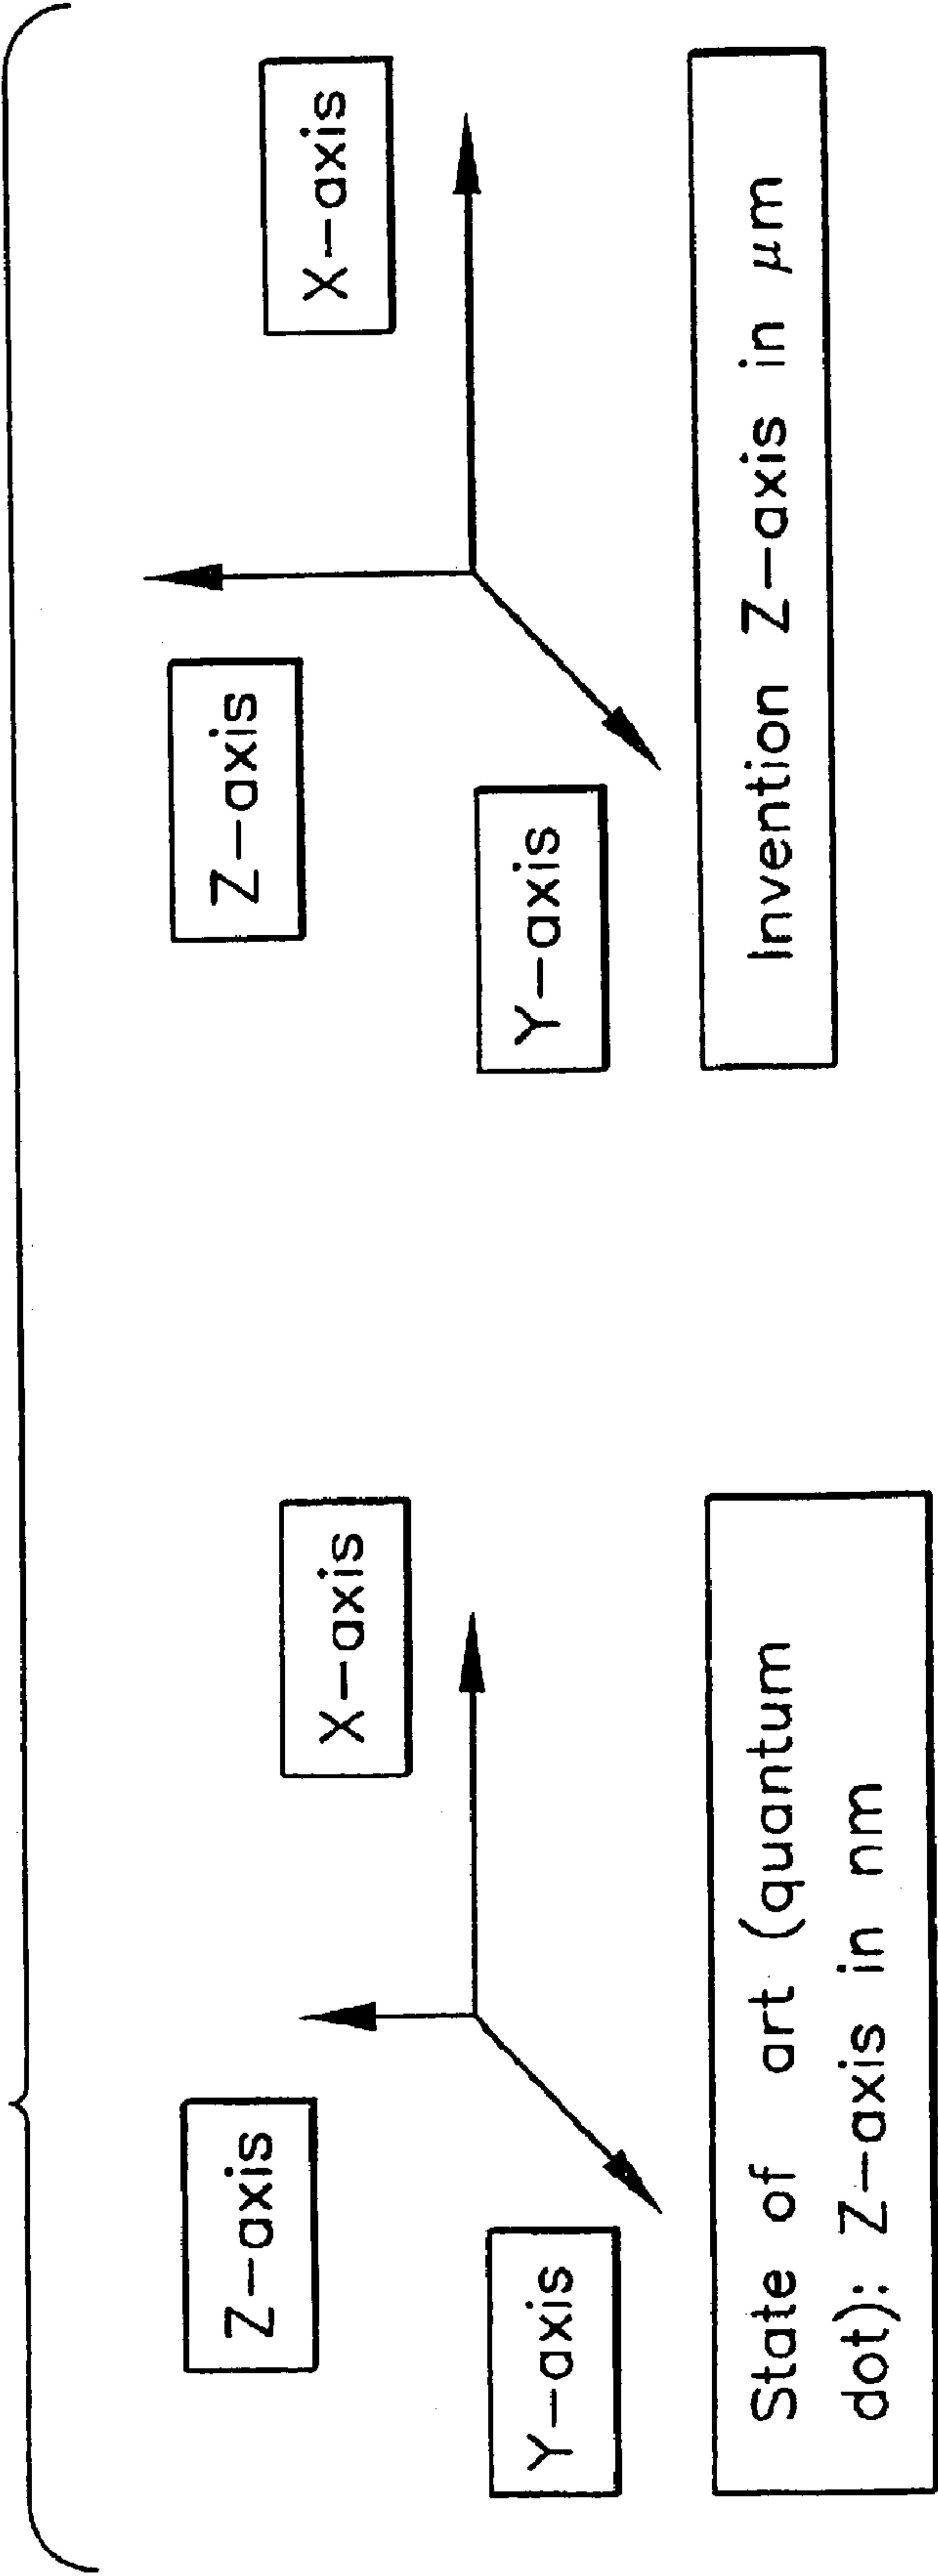 Z-axis
X-axis
Y-axis
State of art (quantum
dot): Z-axis in nm
Z-axis
X-axis
Y-axis
Invention Z-axis in μm